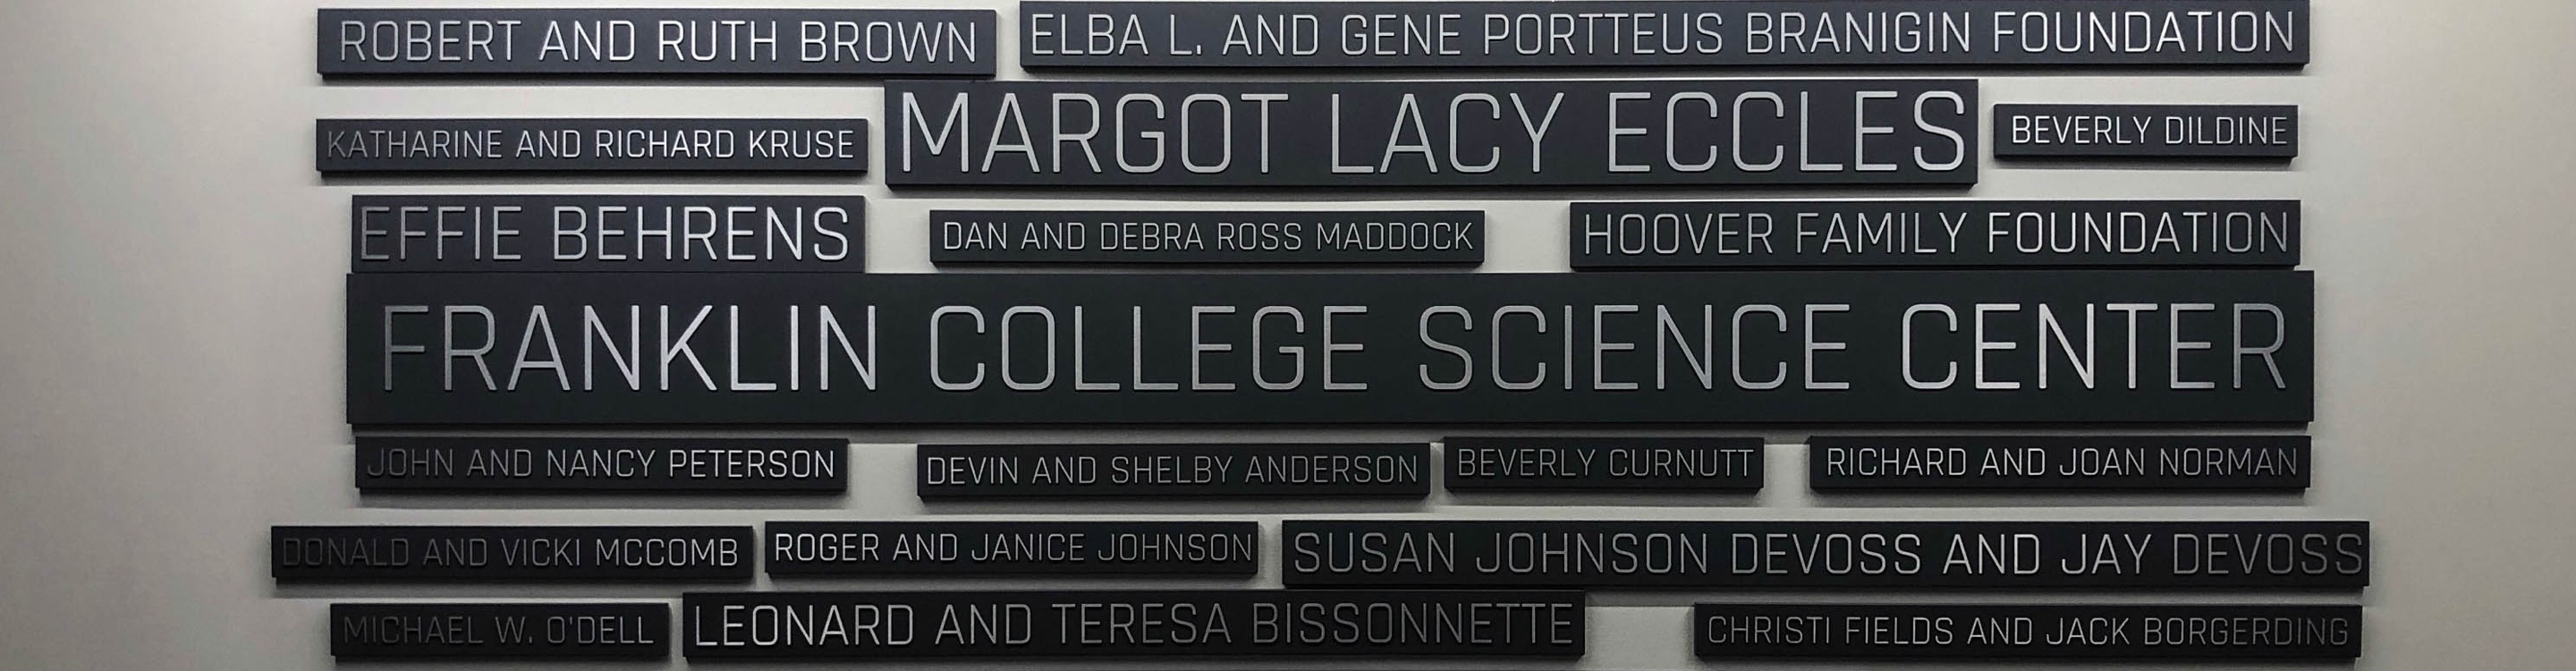 ROBERT AND RUTH BROWN
ELBA L. AND GENE PORTTEUS BRANIGIN FOUNDATION
KATHARINE AND RICHARD KRUSE
MARGOT LACY ECCLES
BEVERLY DILDINE
EFFIE BEHRENS
DAN AND DEBRA ROSS MADDOCK
HOOVER FAMILY FOUNDATION
FRANKLIN COLLEGE SCIENCE CENTER
JOHN AND NANCY PETERSON
DEVIN AND SHELBY ANDERSON
BEVERLY CURNUTT
RICHARD AND JOAN NORMAN
DONALD AND VICKI MCCOMB
ROGER AND JANICE JOHNSON
SUSAN JOHNSON DEVOSS AND JAY DEVOSS
MICHAEL W. O'DELL
LEONARD AND TERESA BISSONNETTE
CHRISTI FIELDS AND JACK BORGERDING